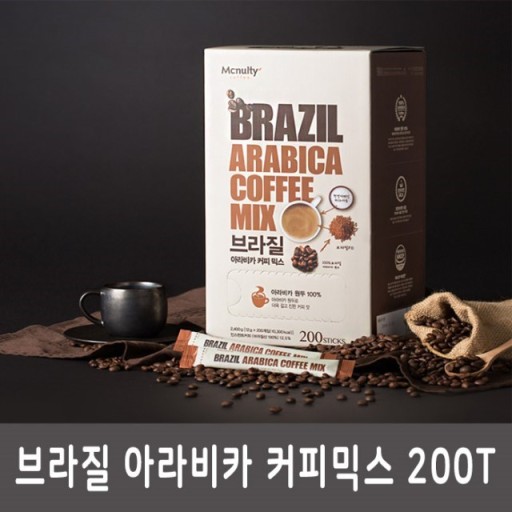 Mcnulty
COFFEE
BRAZIL
ARABICA
COFFEE
MIX
브라질
아라비카 커피 믹스
아라비카 원두 100%
200STICKS
BRAZIL ARABICA COFFEE MIX
BRAZIL ARABICA COFFEE MIX
브라질 아라비카 커피믹스 200T